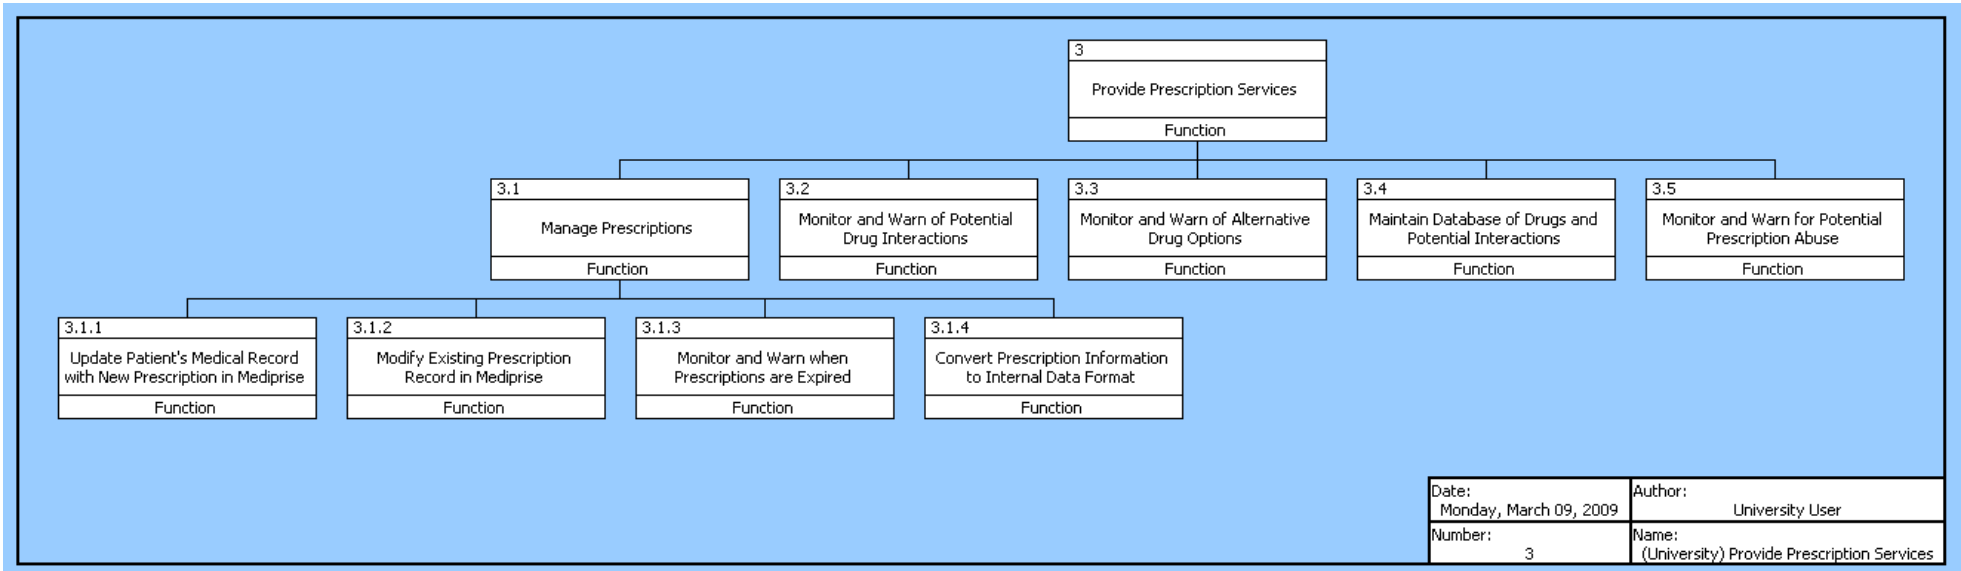 3
Provide Prescription Services
Function
3.1
Manage Prescriptions
Function
3.2
Monitor and Warn of Potential
Drug Interactions
Function
3.3
Monitor and Warn of Alternative
Drug Options
Function
3.4
Maintain Database of Drugs and
Potential Interactions
Function
3.5
Monitor and Warn for Potential
Prescription Abuse
Function
3.1.1
Update Patient's Medical Record
with New Prescription in Mediprise
Function
3.1.2
Modify Existing Prescription
Record in Mediprise
Function
3.1.3
Monitor and Warn when
Prescriptions are Expired
Function
3.1.4
Convert Prescription Information
to Internal Data Format
Function
Date:
Monday, March 09, 2009
Author:
University User
Number:
3
Name:
(University) Provide Prescription Services